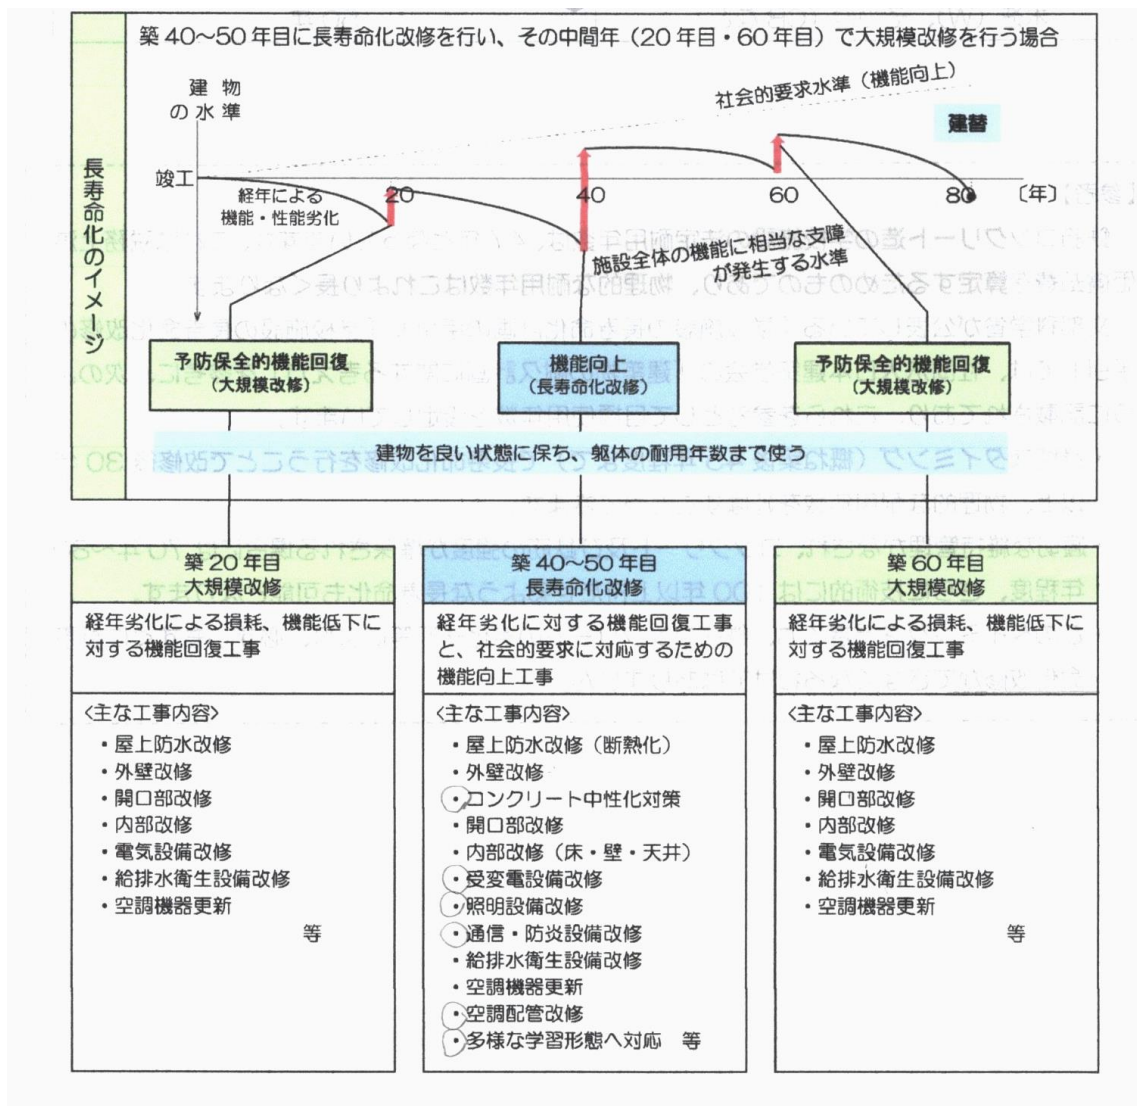 築40～50年目に長寿命化改修を行い、その中間年（20年目・60年目）で大規模改修を行う場合
長寿命化のイメージ
建物
の水準
社会的要求水準（機能向上）
建替
竣工
20
40
60
80
〔年〕
経年による
機能・性能劣化
施設全体の機能に相当な支障
が発生する水準
予防保全的機能回復
（大規模改修）
機能向上
（長寿命化改修）
予防保全的機能回復
（大規模改修）
建物を良い状態に保ち、躯体の耐用年数まで使う
築20年目
大規模改修
経年劣化による損耗、機能低下に
対する機能回復工事
〈主な工事内容〉
・屋上防水改修
・外壁改修
・開口部改修
・内部改修
・電気設備改修
・給排水衛生設備改修
・空調機器更新
等
築40～50年目
長寿命化改修
経年劣化に対する機能回復工事
と、社会的要求に対応するための
機能向上工事
〈主な工事内容〉
・屋上防水改修（断熱化）
・外壁改修
・コンクリート中性化対策
・開口部改修
・内部改修（床・壁・天井）
・受変電設備改修
・照明設備改修
・通信・防炎設備改修
・給排水衛生設備改修
・空調機器更新
・空調配管改修
・多様な学習形態へ対応　等
築60年目
大規模改修
経年劣化による損耗、機能低下に
対する機能回復工事
〈主な工事内容〉
・屋上防水改修
・外壁改修
・開口部改修
・内部改修
・電気設備改修
・給排水衛生設備改修
・空調機器更新
等